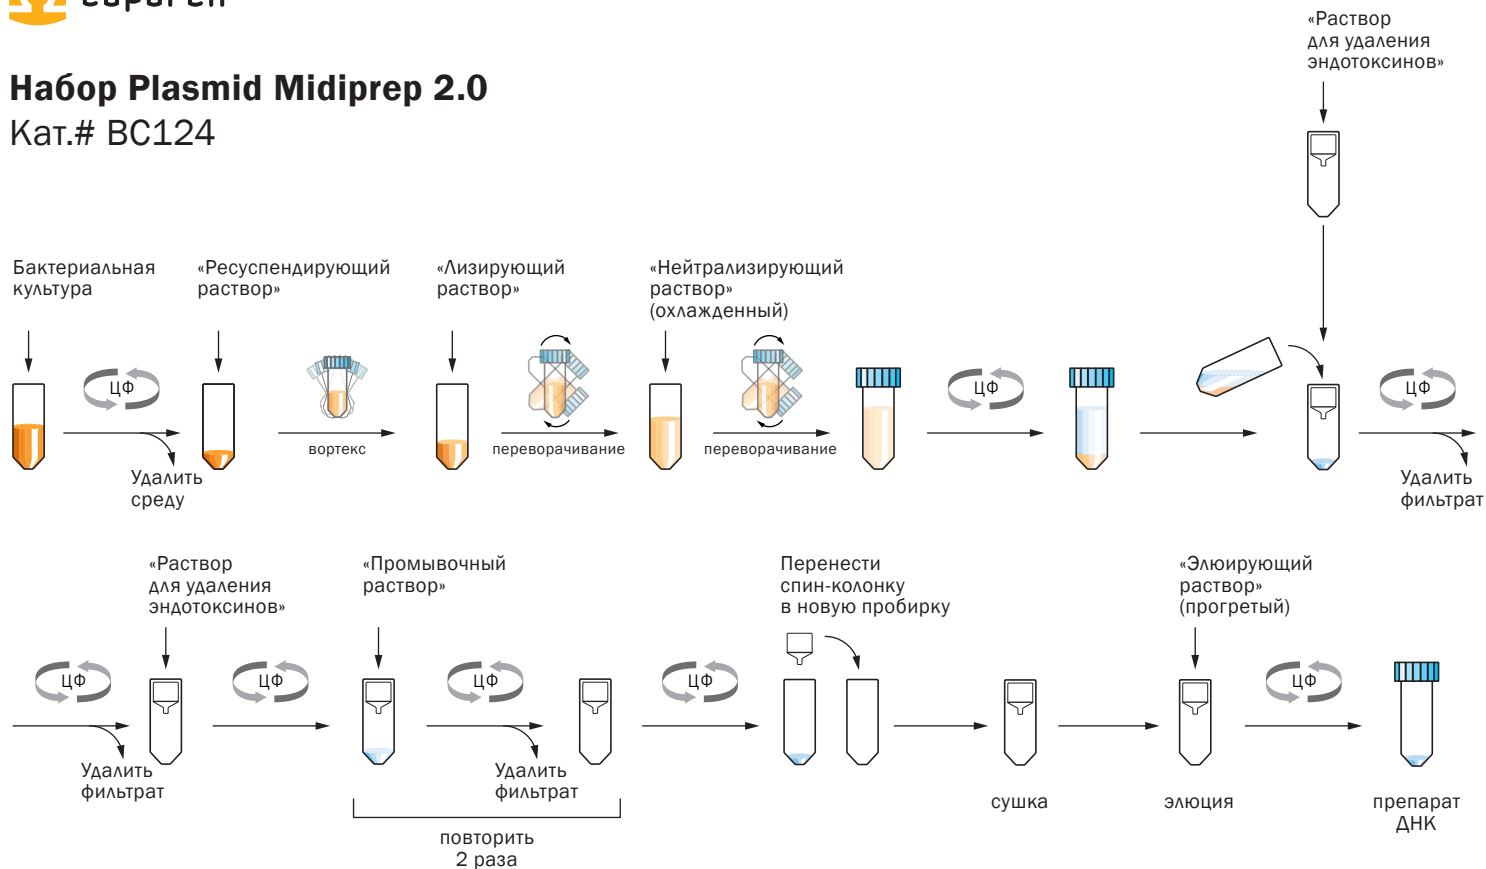 Набор Plasmid Midiprep 2.0
Кат.# BC124
«Раствор
для удаления
эндотоксинов»
Бактериальная
культура
«Ресуспендирующий
раствор»
«Лизирующий
раствор»
«Нейтрализирующий
раствор»
(охлажденный)
ЦФ
ЦФ
ЦФ
вортекс
переворачивание
переворачивание
Удалить
среду
Удалить
фильтрат
«Раствор
для удаления
эндотоксинов»
«Промывочный
раствор»
Перенести
спин-колонку
в новую пробирку
«Элюирующий
раствор»
(прогретый)
ЦФ
ЦФ
ЦФ
ЦФ
ЦФ
Удалить
фильтрат
Удалить
фильтрат
сушка
элюция
препарат
ДНК
повторить
2 раза